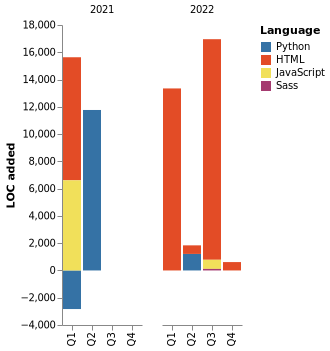 2021
2022
Language
Python
HTML
JavaScript
Sass
LOC added
18,000
16,000
14,000
12,000
10,000
8,000
6,000
4,000
2,000
0
−2,000
−4,000
Q1
Q2
Q3
Q4
Q1
Q2
Q3
Q4